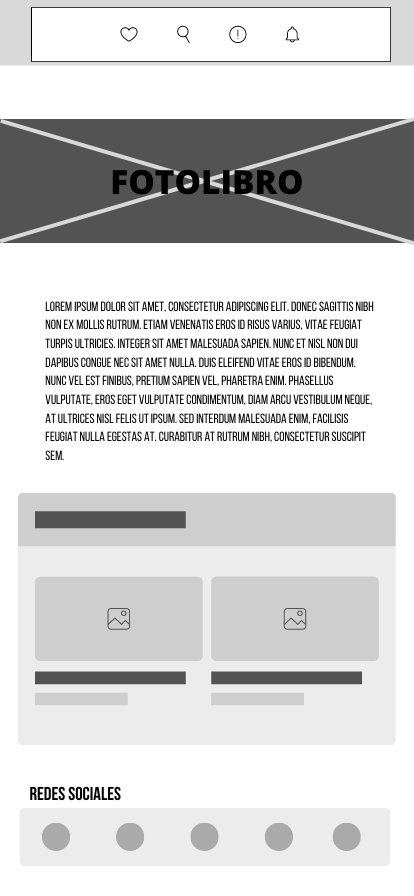 FOTOLIBRO
LOREM IPSUM DOLOR SIT AMET, CONSECTETUR ADIPISCING ELIT. DONEC SAGITTIS NIBH
NON EX MOLLIS RUTRUM. ETIAM VENENATIS EROS ID RISUS VARIUS, VITAE FEUGIAT
TURPIS ULTRICIES. INTEGER SIT AMET MALESUADA SAPIEN. NUNC ET NISL NON DUI
DAPIBUS CONGUE NEC SIT AMET NULLA. DUIS ELEIFEND VITAE EROS ID BIBENDUM.
NUNC VEL EST FINIBUS, PRETIUM SAPIEN VEL, PHARETRA ENIM. PHASELLUS
VULPUTATE, EROS EGET VULPUTATE CONDIMENTUM, DIAM ARCU VESTIBULUM NEQUE,
AT ULTRICES NISL FELIS UT IPSUM. SED INTERDUM MALESUADA ENIM, FACILISIS
FEUGIAT NULLA EGESTAS AT. CURABITUR AT RUTRUM NIBH, CONSECTETUR SUSCIPIT
SEM.
REDES SOCIALES